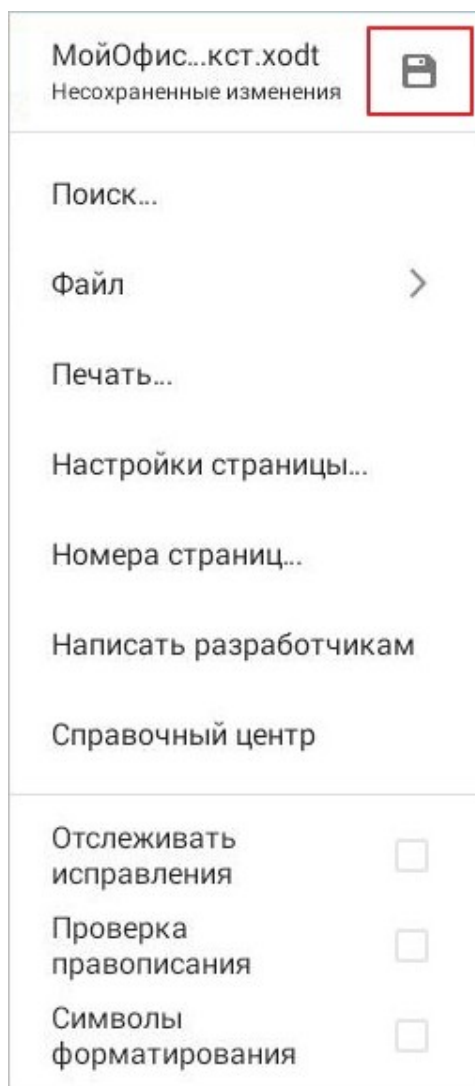 МойОфис...кст.xodt
Несохраненные изменения
Поиск...
Файл
Печать...
Настройки страницы...
Номера страниц...
Написать разработчикам
Справочный центр
Отслеживать
исправления
Проверка
правописания
Символы
форматирования